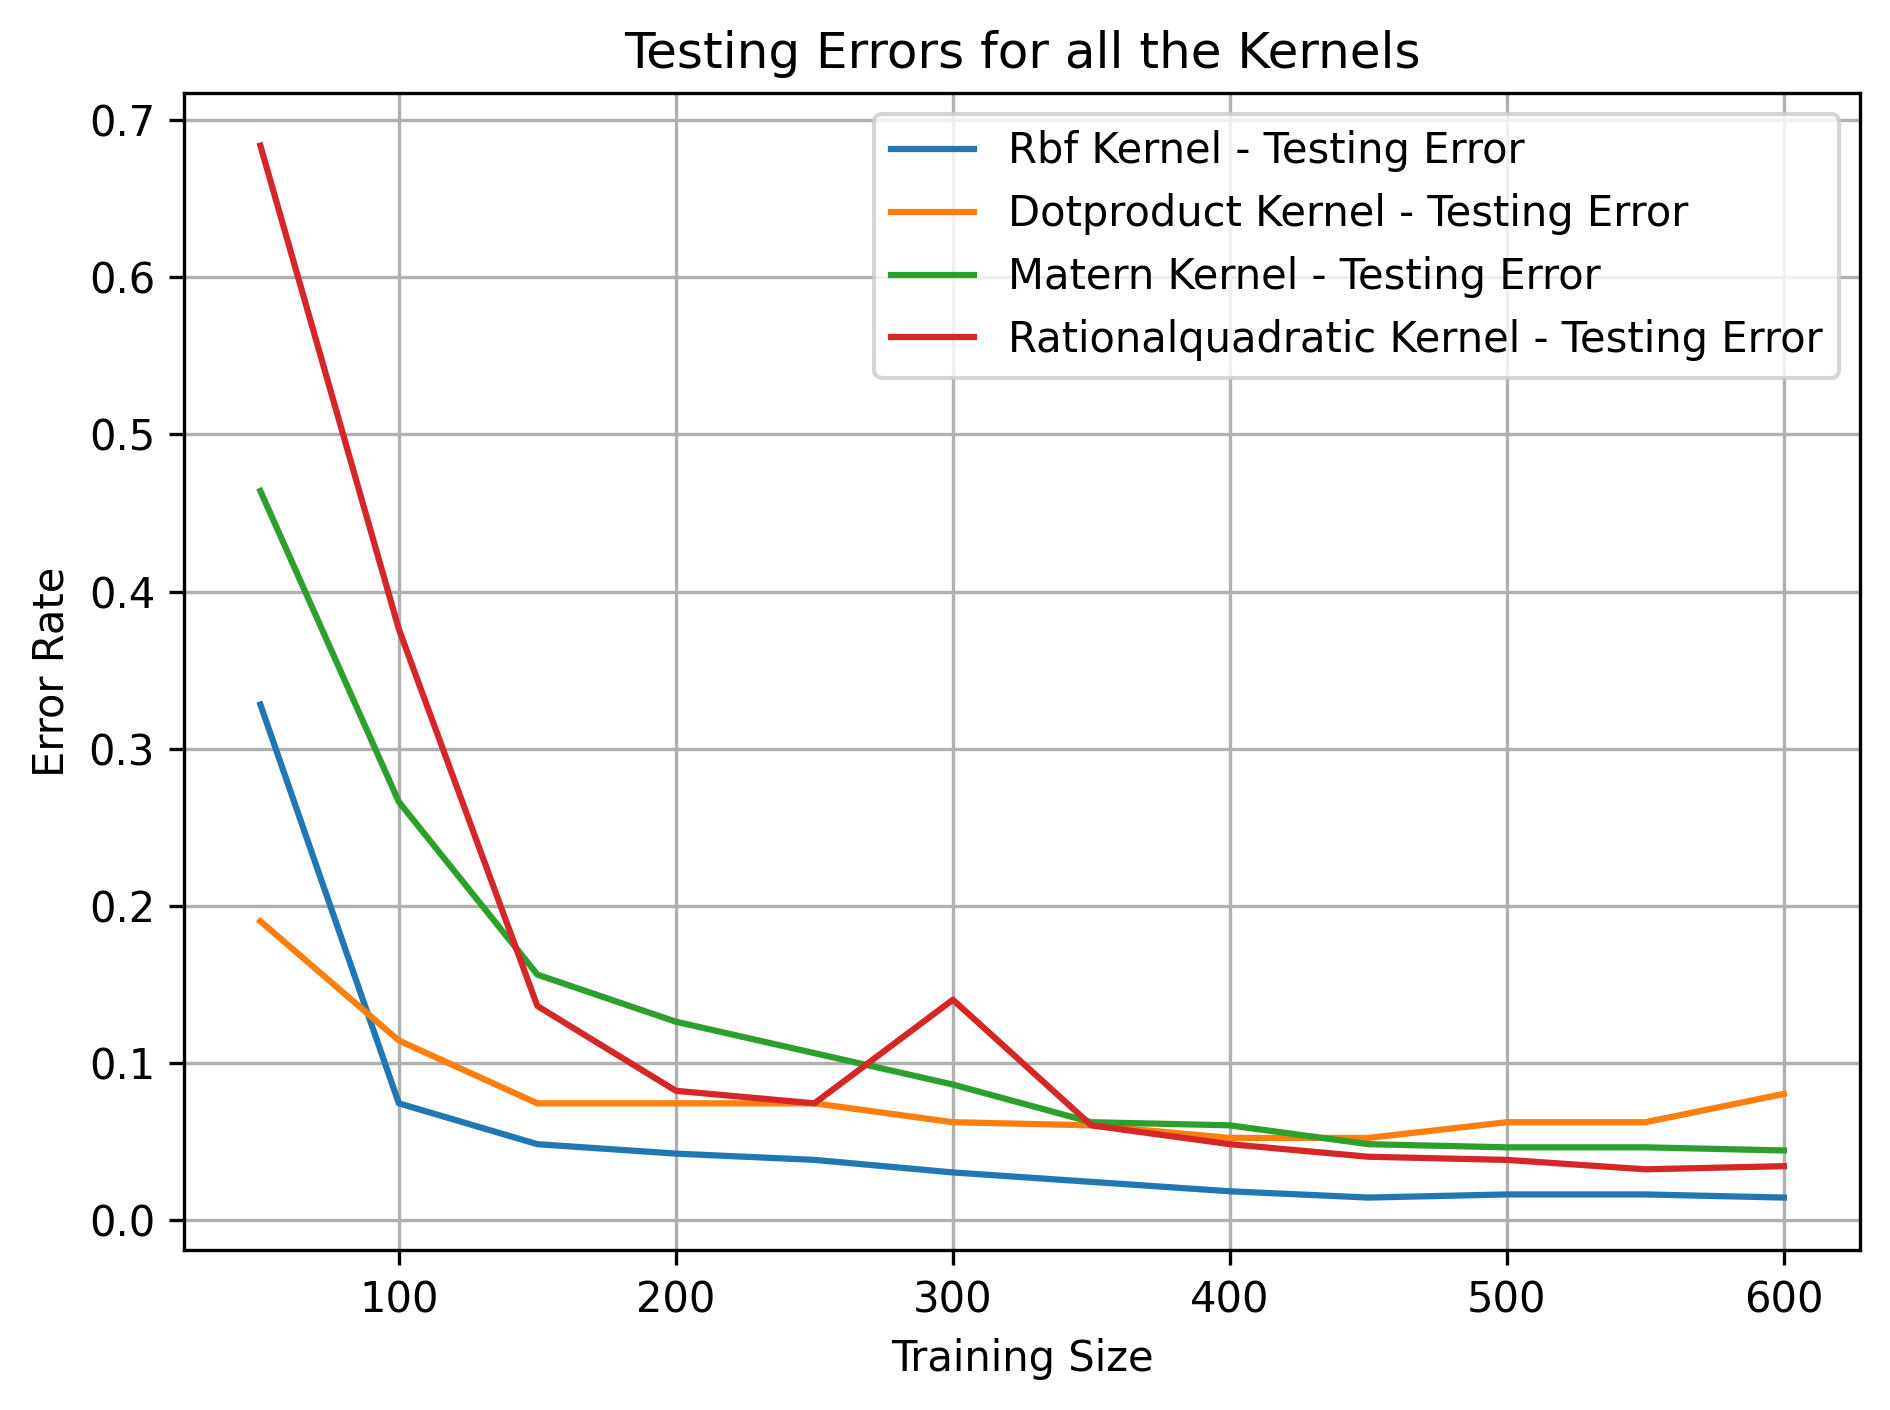 Testing Errors for all the Kernels
0.7
0.6
0.5
0.4
0.3
0.2
0.1
0.0
Error Rate
Rbf Kernel - Testing Error
Dotproduct Kernel - Testing Error
Matern Kernel - Testing Error
Rationalquadratic Kernel - Testing Error
100 200 300 400 500 600
Training Size